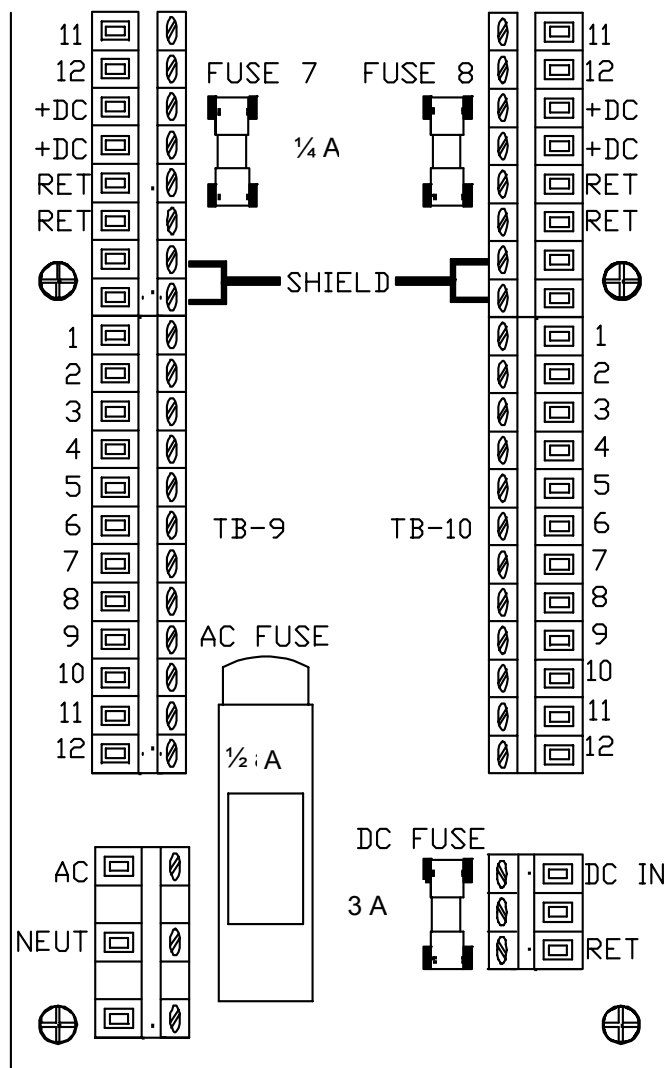 11 11
12 FUSE 7 FUSE 8 12
+DC +DC
+DC ¼ A +DC
RET RET
RET RET
SHIELD
1 1
2 2
3 3
4 4
5 5
6 TB-9 TB-10 6
7 7
8 8
9 AC FUSE 9
10 10
11 11
12 ½ A 12
DC FUSE
AC DC IN
3 A
NEUT RET